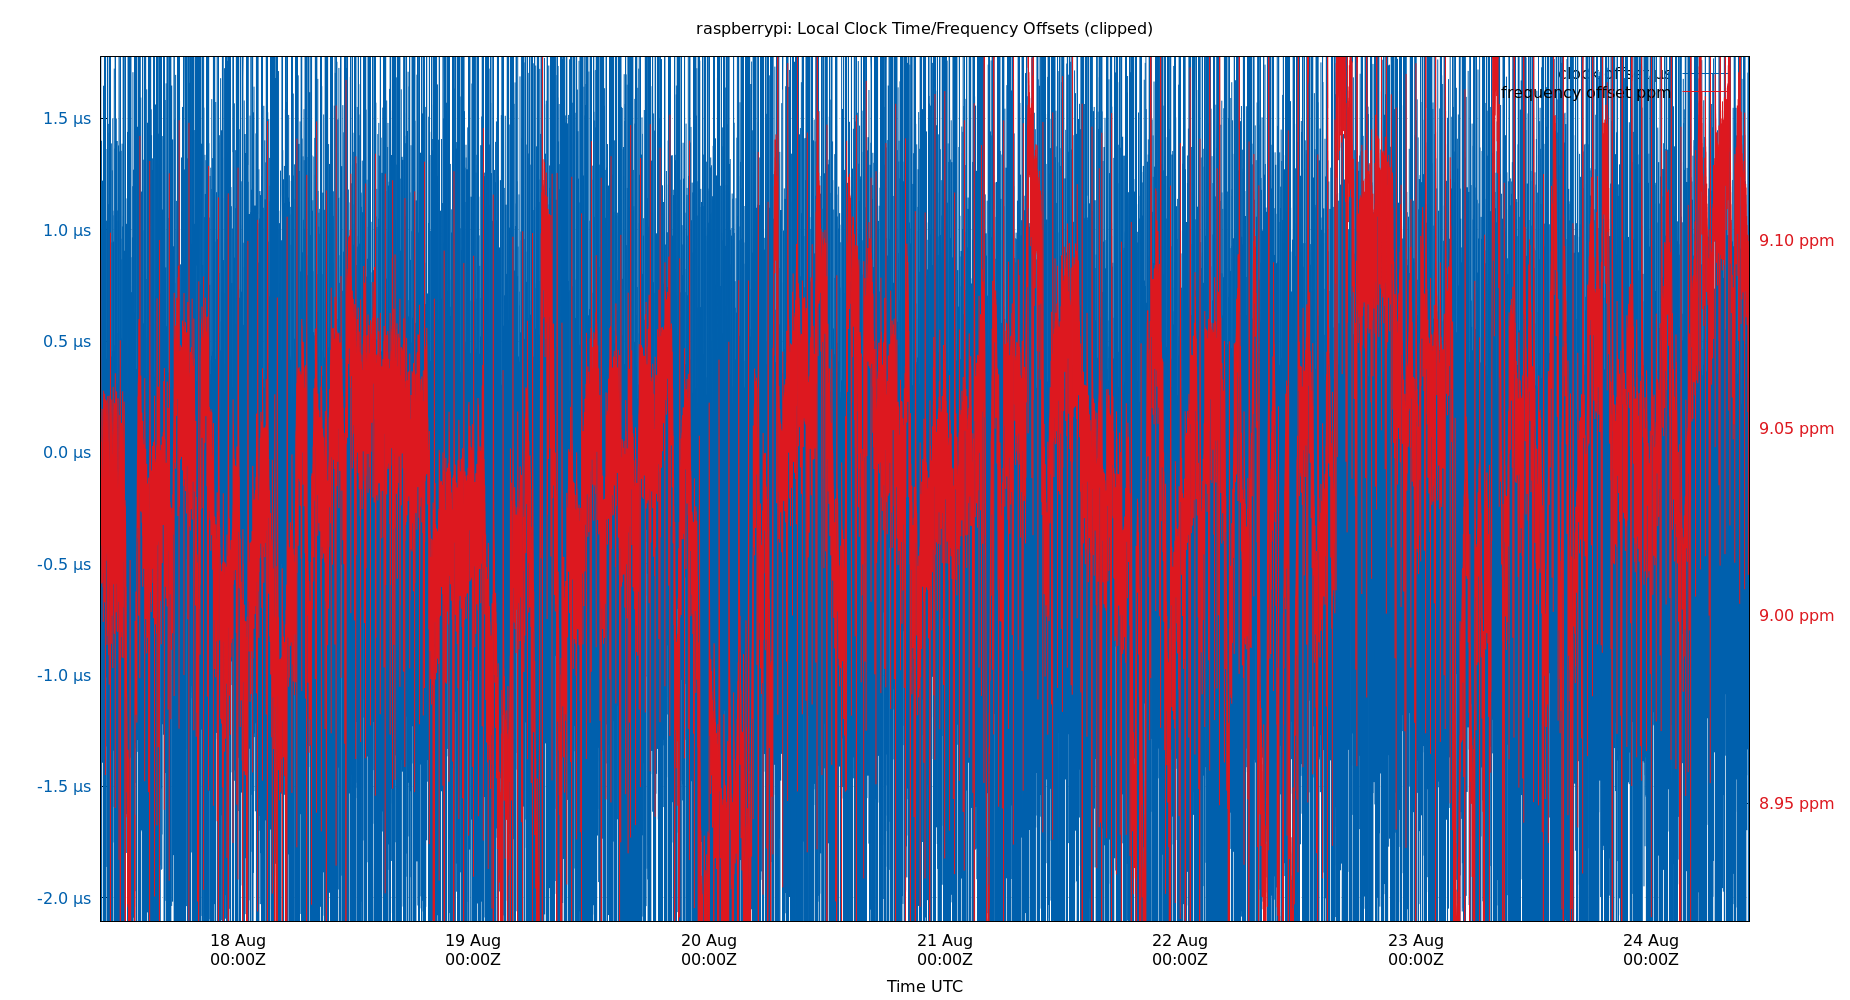 raspberrypi: Local Clock Time/Frequency Offsets (clipped)
clock offset µs
frequency offset ppm
1.5 µs
1.0 µs
0.5 µs
0.0 µs
-0.5 µs
-1.0 µs
-1.5 µs
-2.0 µs
9.10 ppm
9.05 ppm
9.00 ppm
8.95 ppm
18 Aug
00:00Z
19 Aug
00:00Z
20 Aug
00:00Z
21 Aug
00:00Z
22 Aug
00:00Z
23 Aug
00:00Z
24 Aug
00:00Z
Time UTC